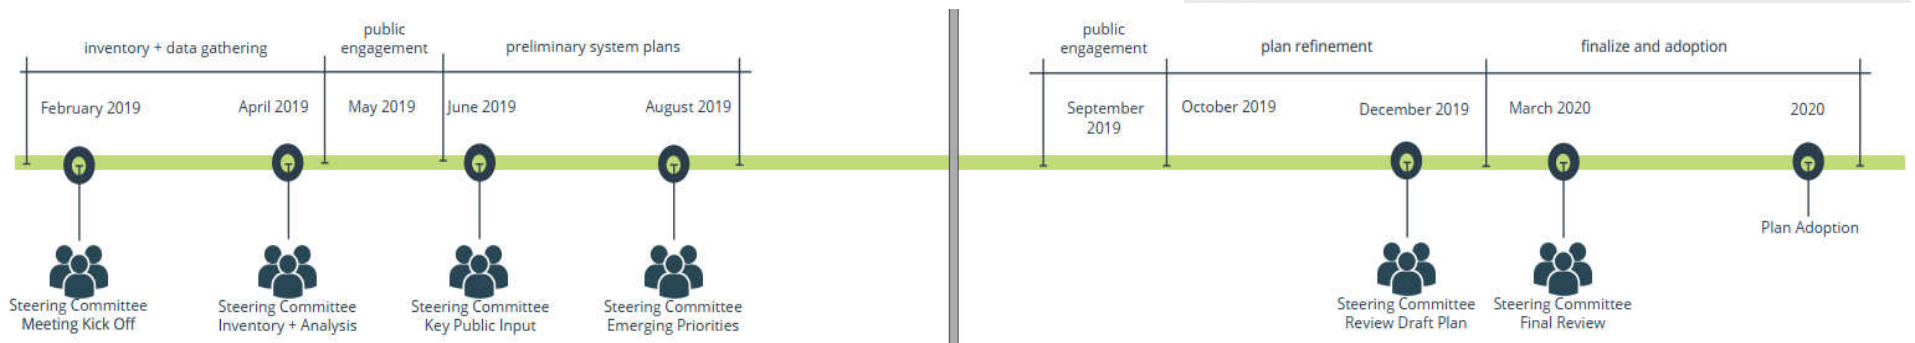 inventory + data gathering
public
engagement
preliminary system plans
February 2019
April 2019
May 2019
June 2019
August 2019
Steering Committee
Meeting Kick Off
Steering Committee
Inventory + Analysis
Steering Committee
Key Public Input
Steering Committee
Emerging Priorities
public
engagement
plan refinement
finalize and adoption
September
2019
October 2019
December 2019
March 2020
2020
Steering Committee
Review Draft Plan
Steering Committee
Final Review
Plan Adoption